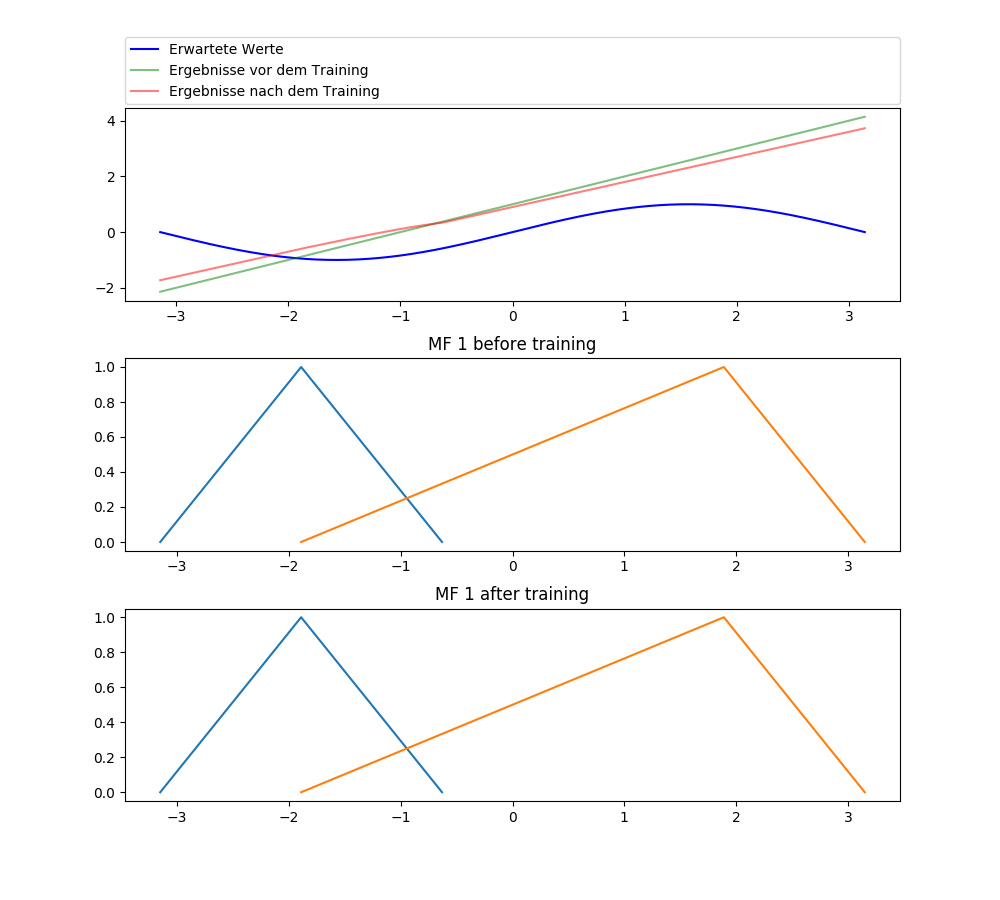 Erwartete Werte
Ergebnisse vor dem Training
Ergebnisse nach dem Training
4
2
0
−2
−3 −2 −1 0 1 2 3
MF 1 before training
1.0
0.8
0.6
0.4
0.2
0.0
−3 −2 −1 0 1 2 3
MF 1 after training
1.0
0.8
0.6
0.4
0.2
0.0
−3 −2 −1 0 1 2 3